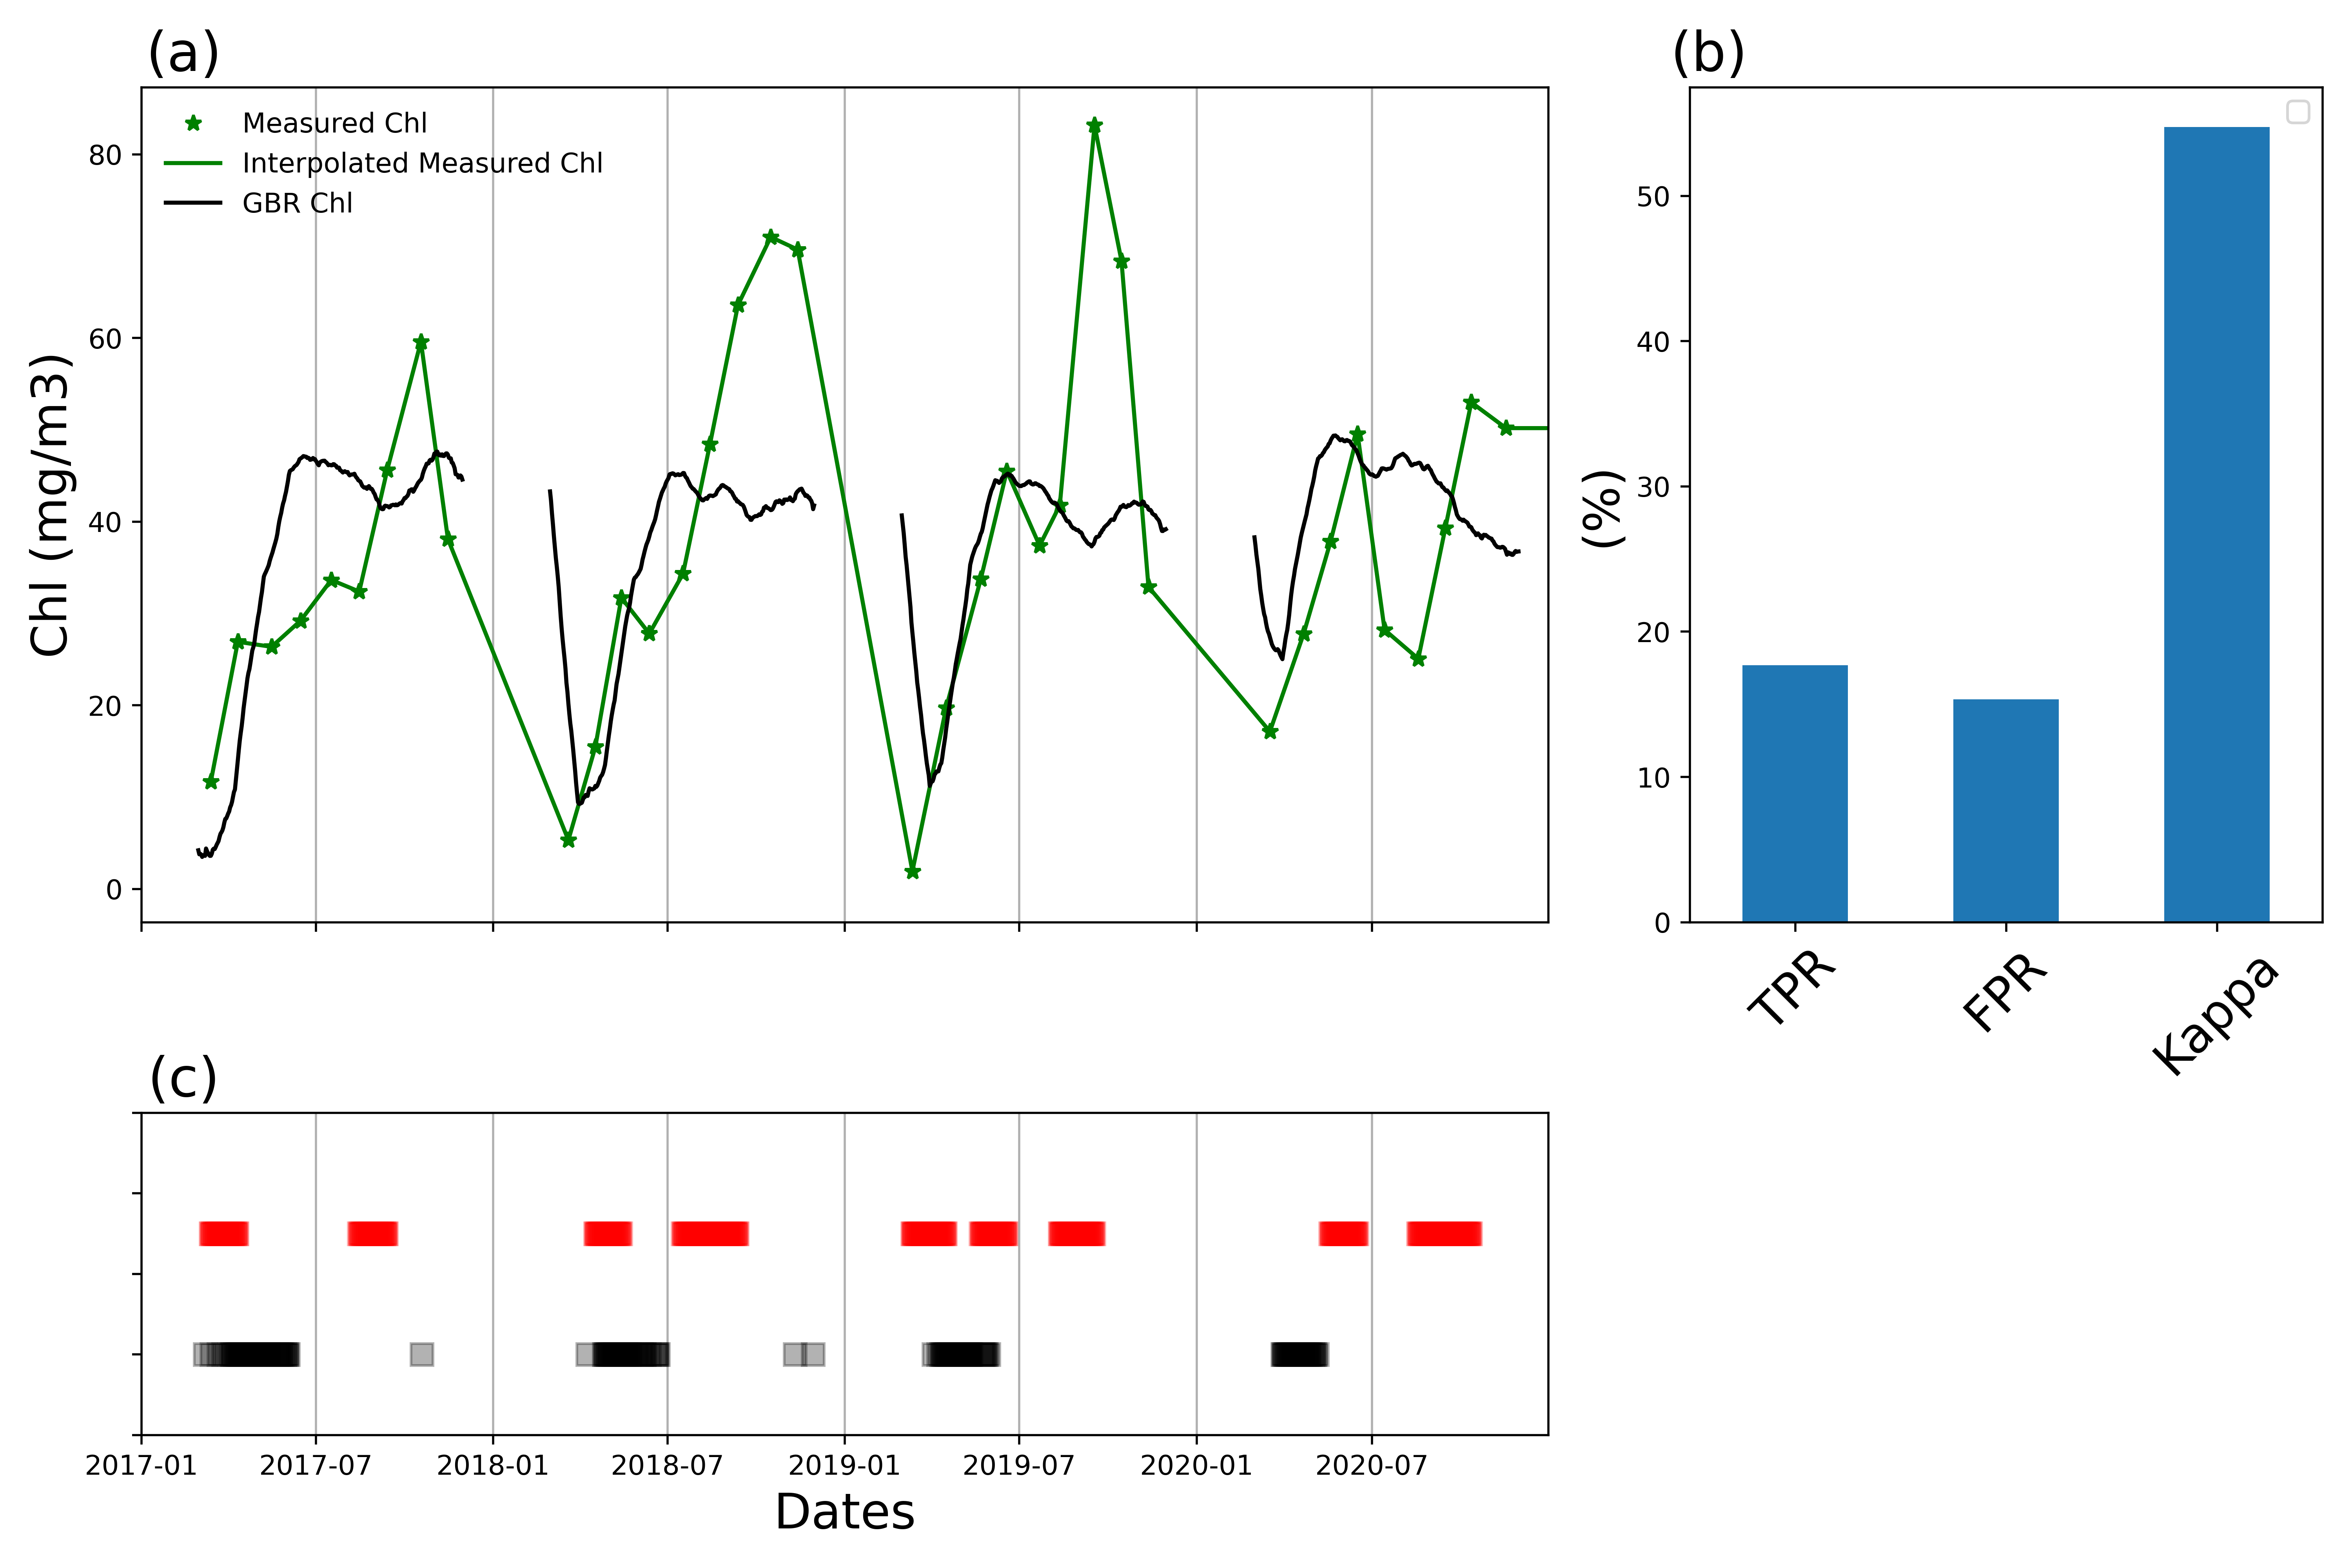 (a)
(b)
Measured Chl
Interpolated Measured Chl
GBR Chl
Chl (mg/m3)
80
60
40
20
0
(%)
50
40
30
20
10
0
TPR
FPR
Kappa
(c)
2017-01
2017-07
2018-01
2018-07
2019-01
2019-07
2020-01
2020-07
Dates